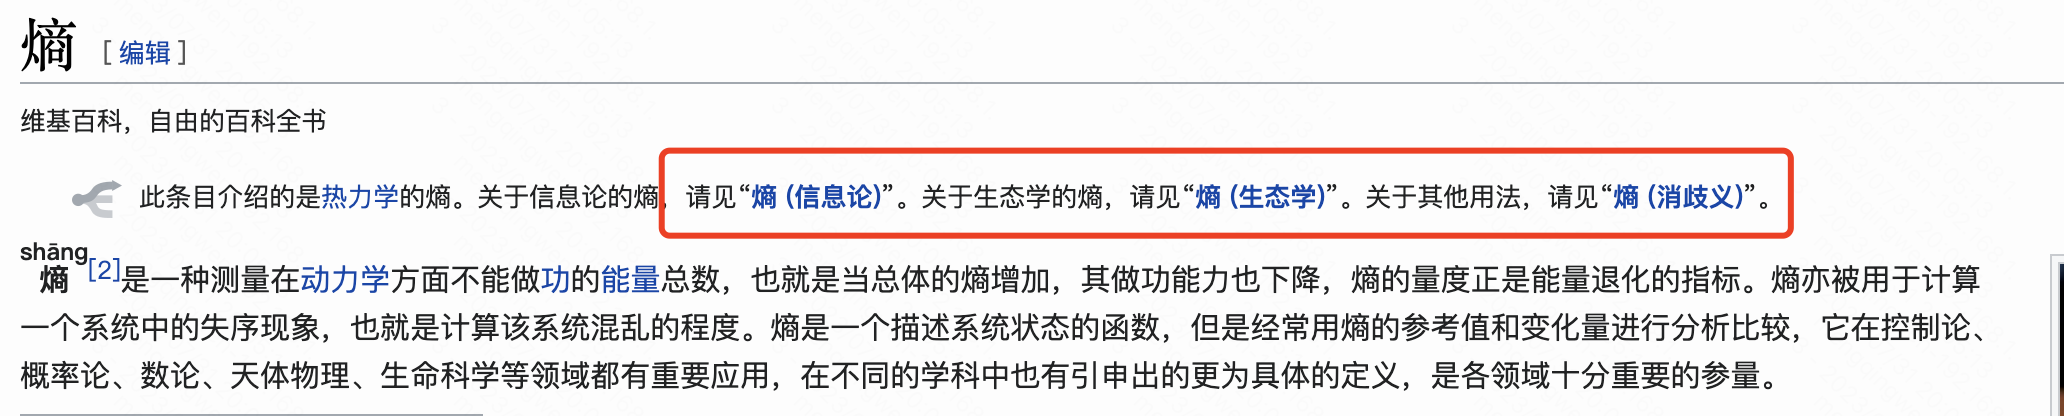 熵 [编辑]
维基百科，自由的百科全书
此条目介绍的是热力学的熵。关于信息论的熵，请见“熵 (信息论)”。关于生态学的熵，请见“熵 (生态学)”。关于其他用法，请见“熵 (消歧义)”。
shāng
熵[2]是一种测量在动力学方面不能做功的能量总数，也就是当总体的熵增加，其做功能力也下降，熵的量度正是能量退化的指标。熵亦被用于计算
一个系统中的失序现象，也就是计算该系统混乱的程度。熵是一个描述系统状态的函数，但是经常用熵的参考值和变化量进行分析比较，它在控制论、
概率论、数论、天体物理、生命科学等领域都有重要应用，在不同的学科中也有引申出的更为具体的定义，是各领域十分重要的参量。